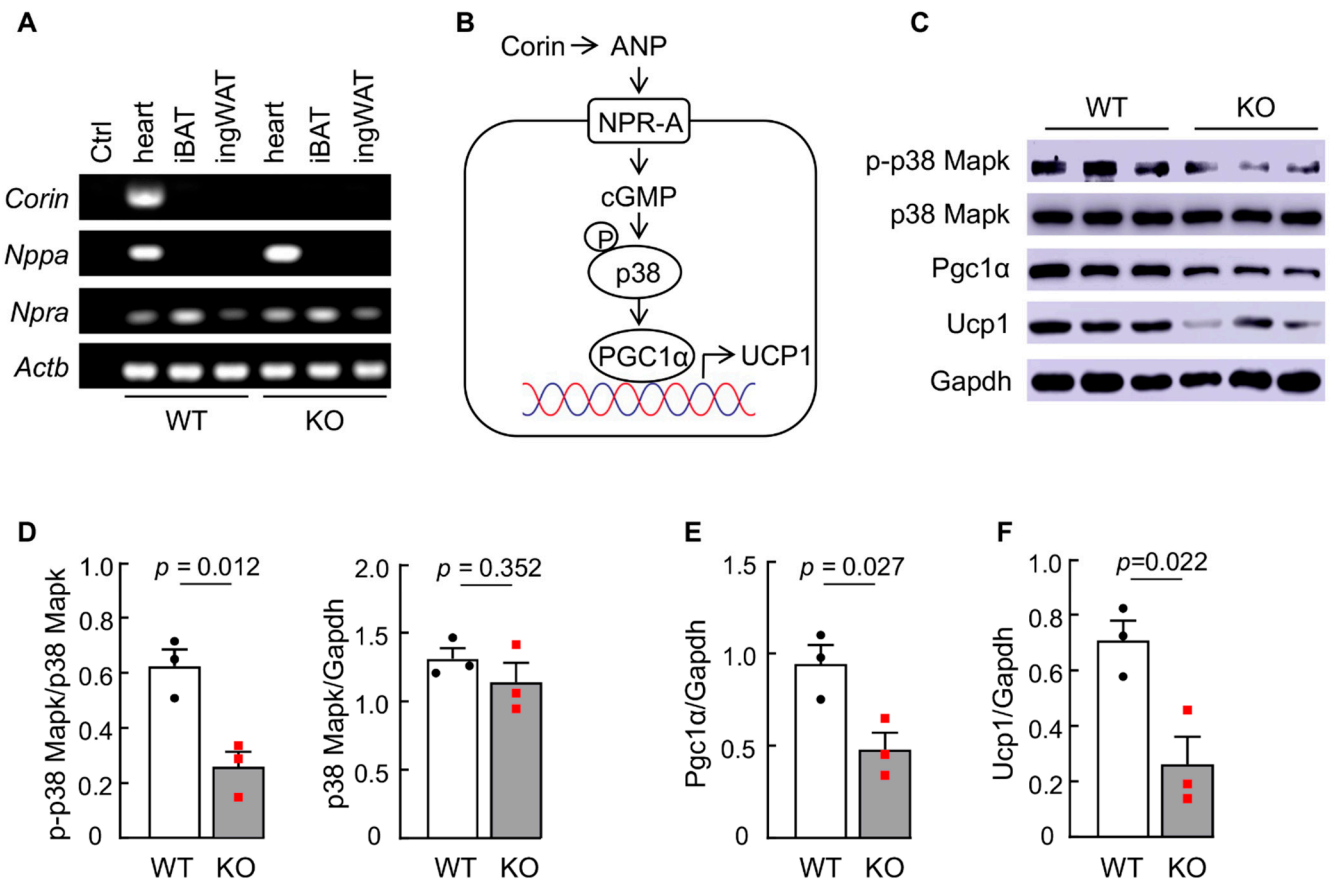 A
Ctrl
heart
iBAT
ingWAT
heart
iBAT
ingWAT
Corin
Nppa
Npra
Actb
WT KO
B
Corin → ANP
NPR-A
cGMP
P
p38
PGC1α
UCP1
C
WT KO
p-p38 Mapk
p38 Mapk
Pgc1α
Ucp1
Gapdh
D
p-p38 Mapk/p38 Mapk
1.0
0.8
0.6
0.4
0.2
0
p = 0.012
WT KO
p38 Mapk/Gapdh
2.0
1.5
1.0
0.5
0
p = 0.352
WT KO
E
Pgc1α/Gapdh
1.5
1.0
0.5
0
p = 0.027
WT KO
F
Ucp1/Gapdh
1.0
0.8
0.6
0.4
0.2
0
p=0.022
WT KO